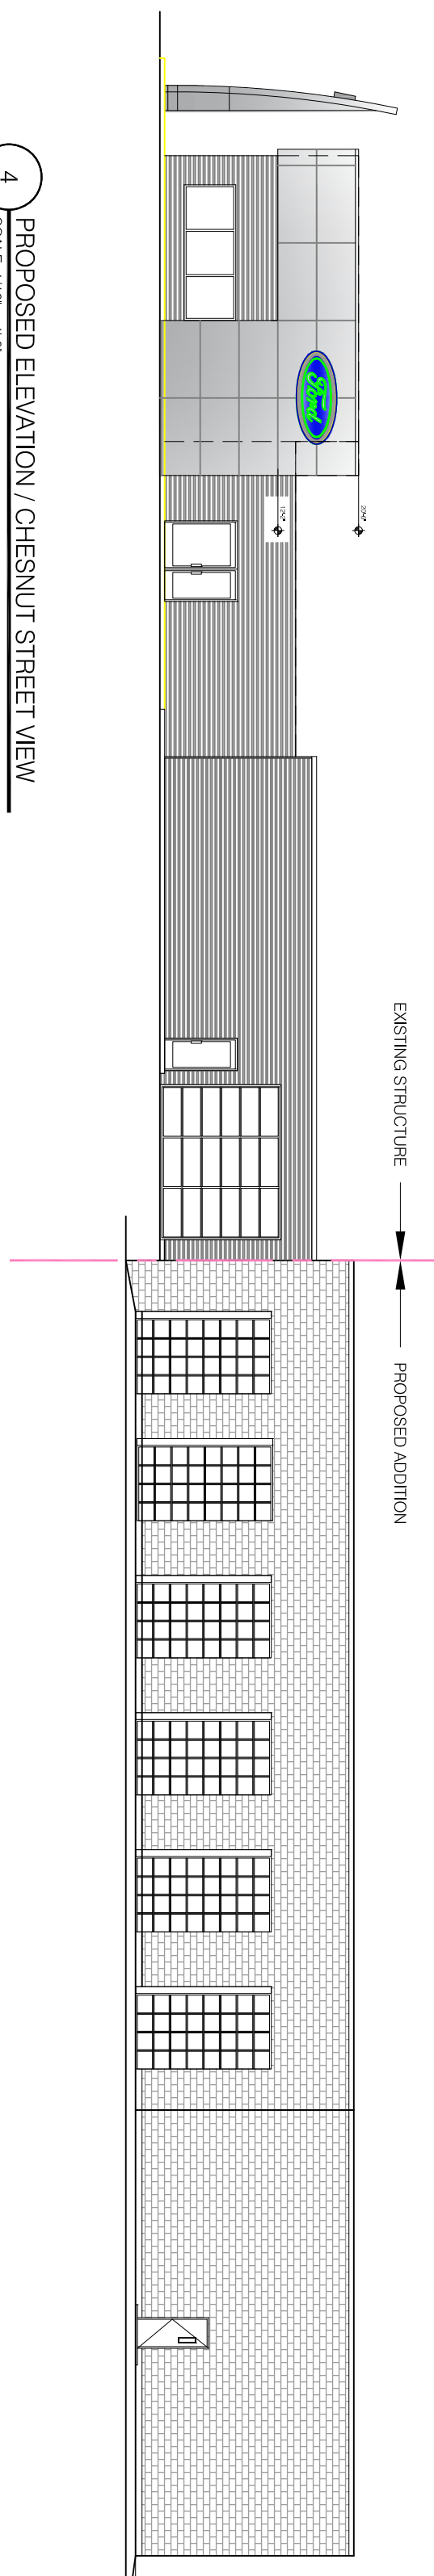 EXISTING STRUCTURE
PROPOSED ADDITION
Ford
4
PROPOSED ELEVATION / CHESNUT STREET VIEW